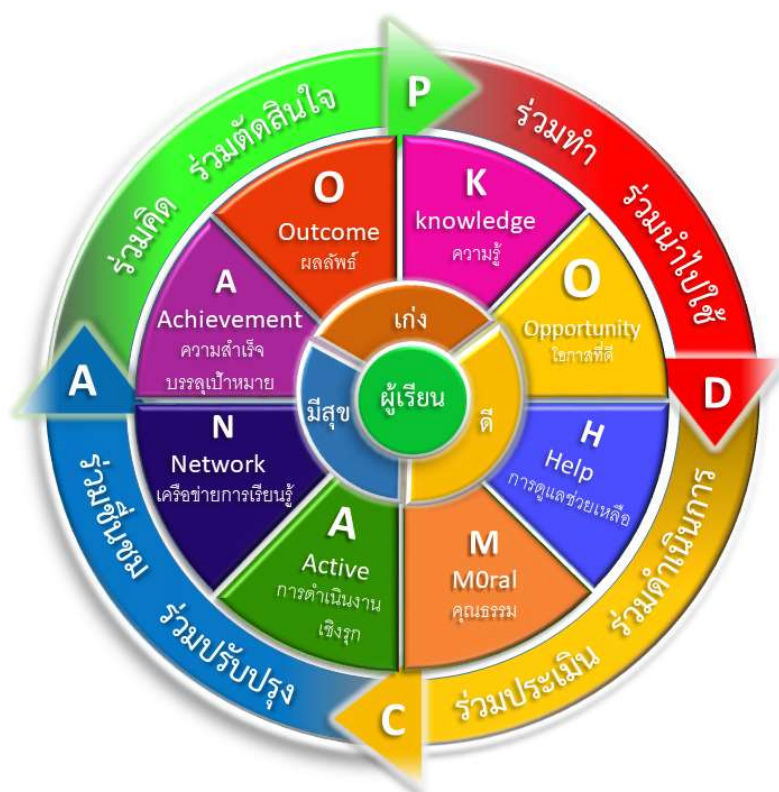 P
ร่วมทำ ร่วมนำไปใช้
D
ร่วมดำเนินการ ร่วมประเมิน
C
ร่วมปรับปรุง ร่วมชื่นชม
A
ร่วมคิด ร่วมตัดสินใจ
K
knowledge
ความรู้
O
Opportunity
โอกาสที่ดี
H
Help
การดูแลช่วยเหลือ
M
M0ral
คุณธรรม
A
Active
การดำเนินงาน
เชิงรุก
N
Network
เครือข่ายการเรียนรู้
A
Achievement
ความสำเร็จ
บรรลุเป้าหมาย
O
Outcome
ผลลัพธ์
เก่ง
ดี
มีสุข
ผู้เรียน